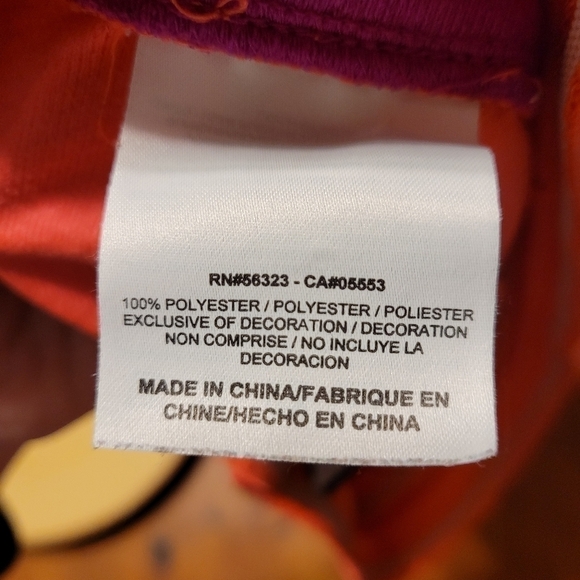 RN#56323 - CA#05553
100% POLYESTER / POLYESTER / POLIESTER
EXCLUSIVE OF DECORATION / DECORATION
NON COMPRISE / NO INCLUYE LA
DECORACION
MADE IN CHINA/FABRIQUE EN
CHINE/HECHO EN CHINA